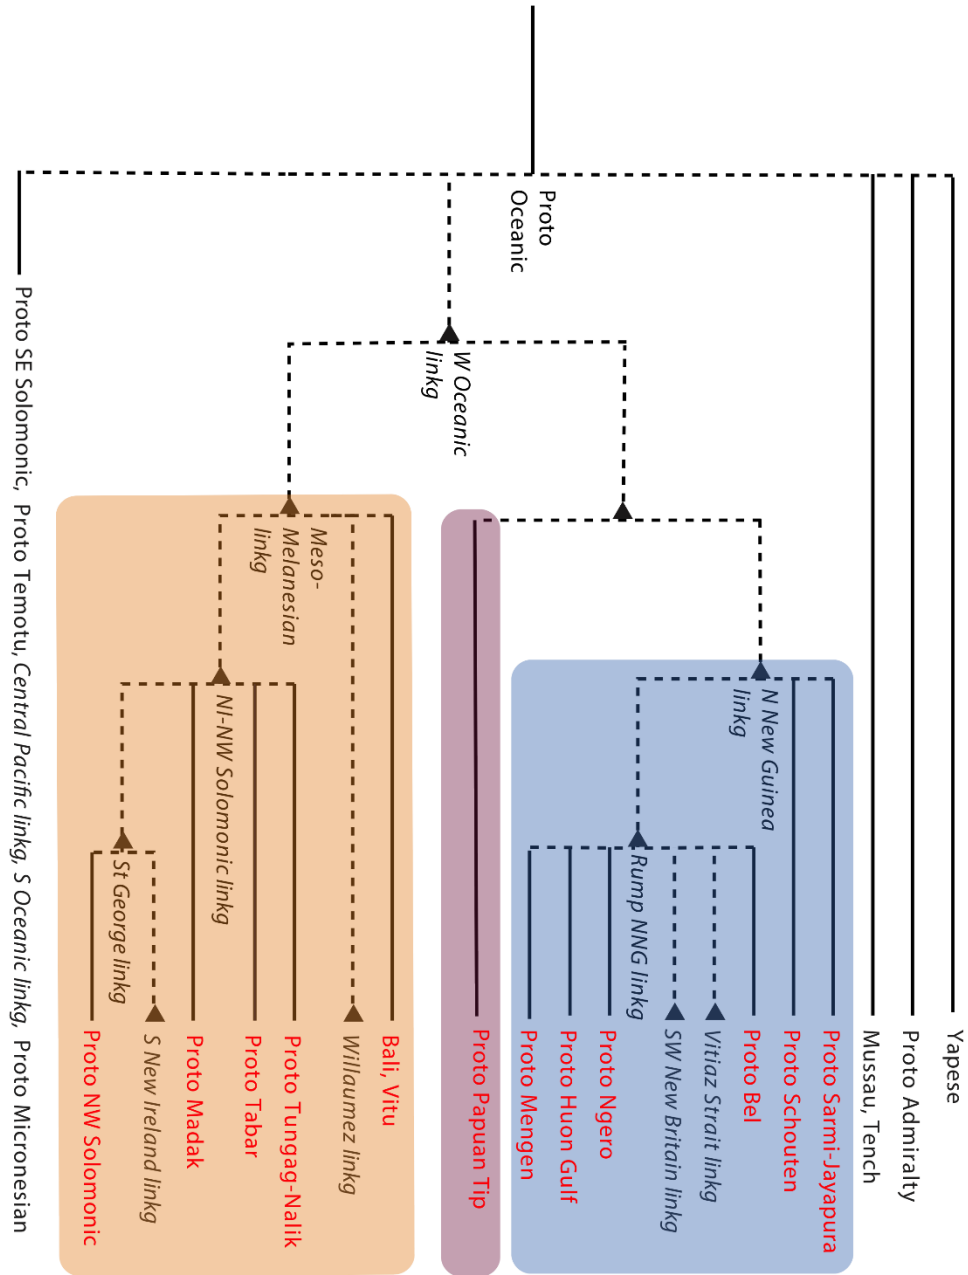 Proto
Oceanic
W Oceanic
linkg
Meso-
Melanesian
linkg
N New Guinea
linkg
NI-NW Solomonic linkg
Rump NNG linkg
St George linkg
Yapese
Proto Admiralty
Mussau, Tench
Proto Sarmi-Jayapura
Proto Schouten
Proto Bel
Vitiaz Strait linkg
SW New Britain linkg
Proto Ngero
Proto Huon Gulf
Proto Mengen
Proto Papuan Tip
Bali, Vitu
Willaumez linkg
Proto Tungag-Nalik
Proto Tabar
Proto Madak
S New Ireland linkg
Proto NW Solomonic
Proto SE Solomonic, Proto Temotu, Central Pacific linkg, S Oceanic linkg, Proto Micronesian